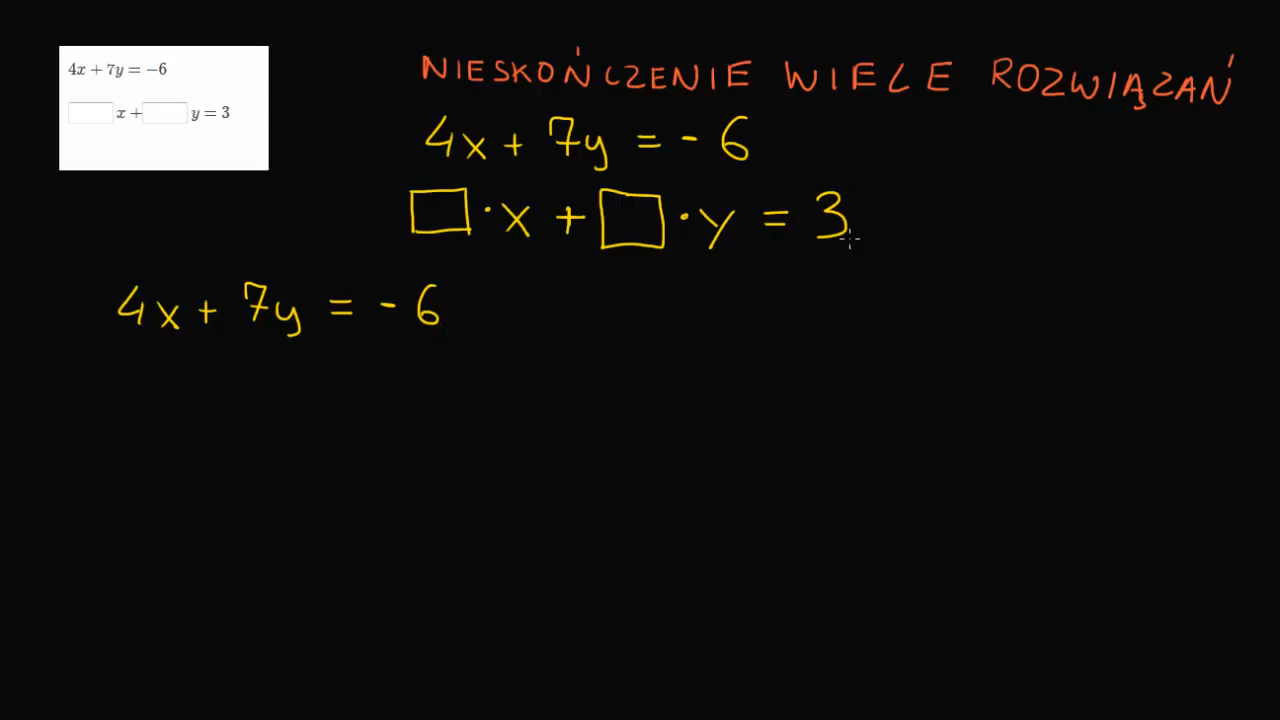 4x + 7y = −6
x + y = 3
NIESKOŃCZENIE WIELE ROZWIĄZAŃ
4x + 7y = - 6
□ · x + □ · y = 3
4x + 7y = - 6